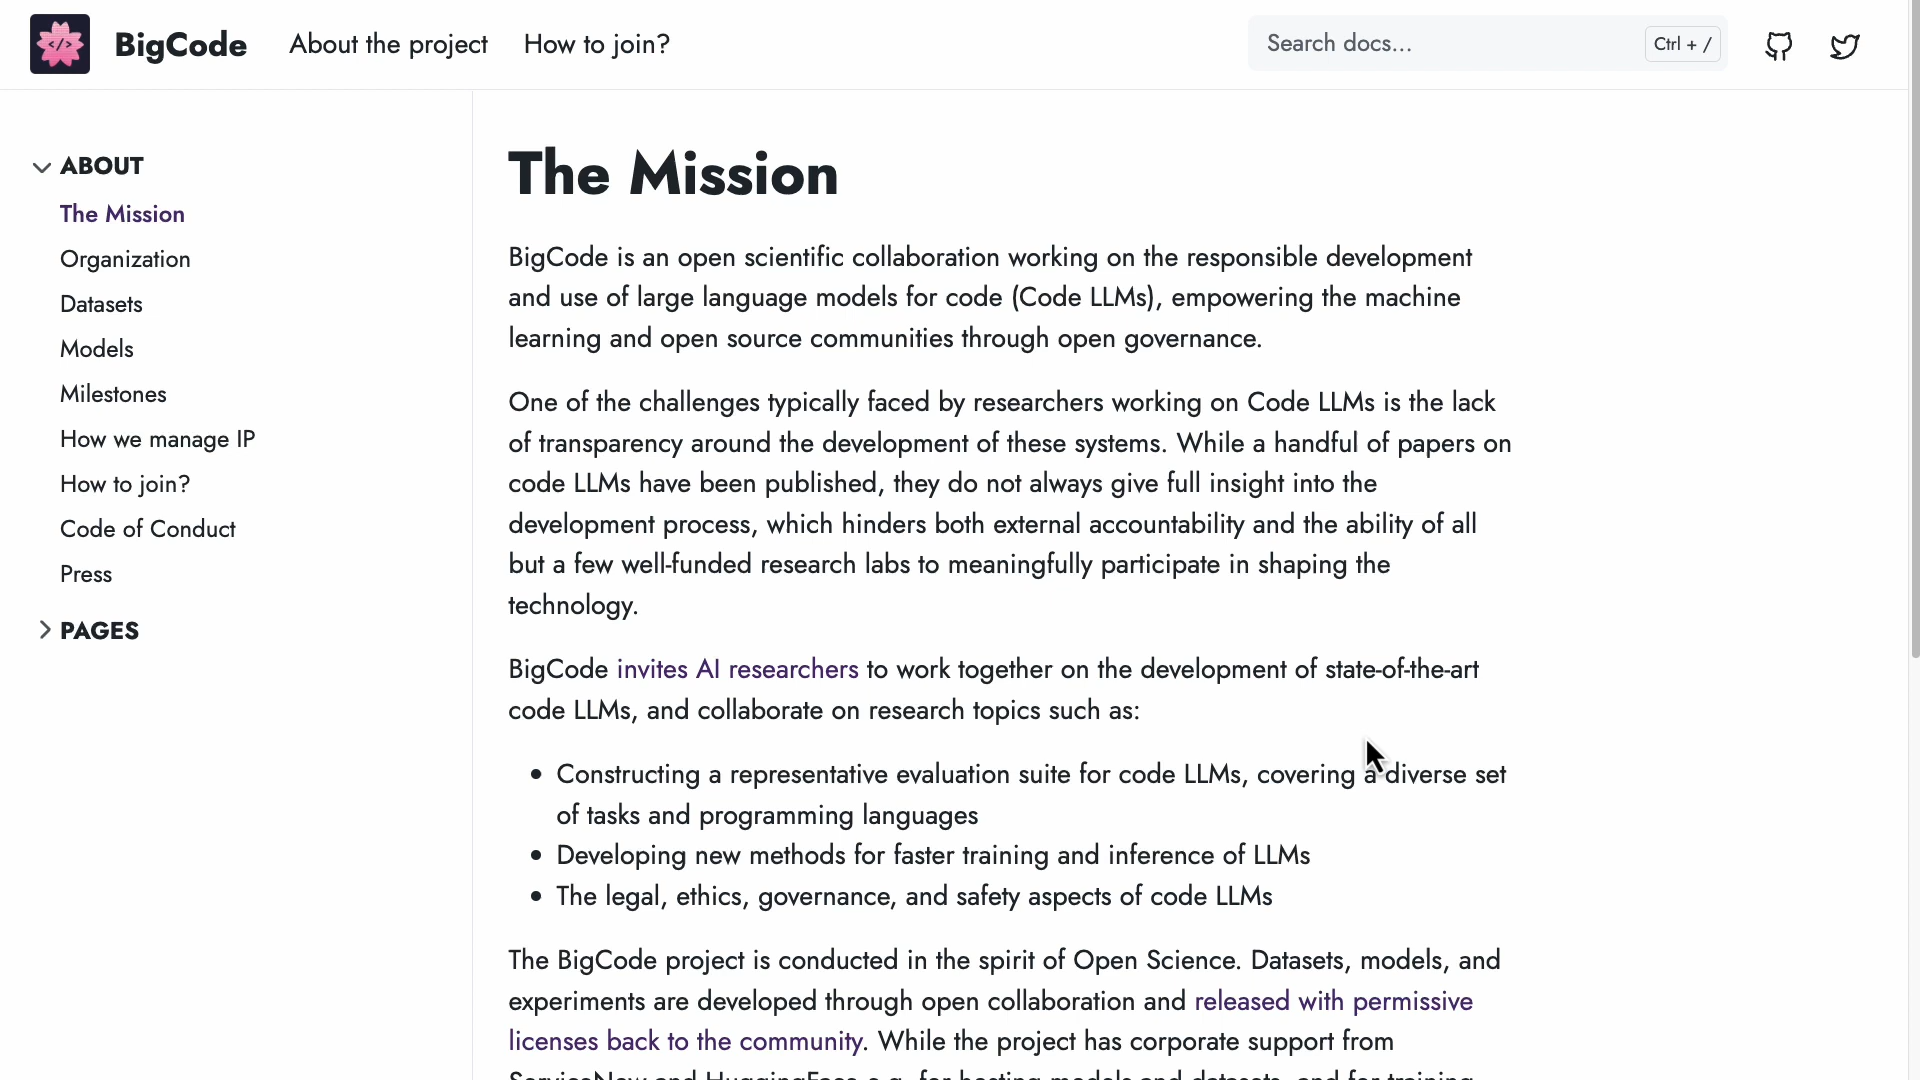 BigCode
About the project
How to join?
Search docs...
Ctrl + /
ABOUT
The Mission
Organization
Datasets
Models
Milestones
How we manage IP
How to join?
Code of Conduct
Press
PAGES
The Mission
BigCode is an open scientific collaboration working on the responsible development
and use of large language models for code (Code LLMs), empowering the machine
learning and open source communities through open governance.
One of the challenges typically faced by researchers working on Code LLMs is the lack
of transparency around the development of these systems. While a handful of papers on
code LLMs have been published, they do not always give full insight into the
development process, which hinders both external accountability and the ability of all
but a few well-funded research labs to meaningfully participate in shaping the
technology.
BigCode invites AI researchers to work together on the development of state-of-the-art
code LLMs, and collaborate on research topics such as:
• Constructing a representative evaluation suite for code LLMs, covering a diverse set
of tasks and programming languages
• Developing new methods for faster training and inference of LLMs
• The legal, ethics, governance, and safety aspects of code LLMs
The BigCode project is conducted in the spirit of Open Science. Datasets, models, and
experiments are developed through open collaboration and released with permissive
licenses back to the community. While the project has corporate support from
ServiceNow and HuggingFace e.g. for hosting models and datasets, and for training